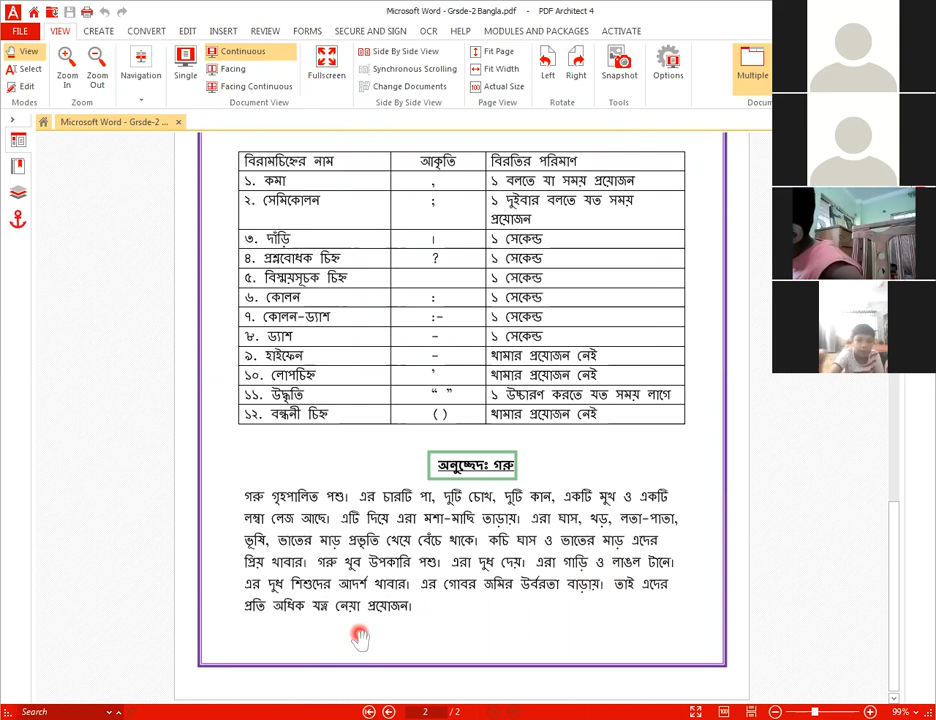 Microsoft Word - Grsde-2 Bangla.pdf - PDF Architect 4
FILE VIEW CREATE CONVERT EDIT INSERT REVIEW FORMS SECURE AND SIGN OCR HELP MODULES AND PACKAGES ACTIVATE
View Continuous Side By Side View Fit Page
Select Facing Synchronous Scrolling Fit Width
Edit Facing Continuous Change Documents Actual Size
Zoom In Zoom Out Navigation Single Fullscreen Left Right Snapshot Options Multiple
Modes Zoom Document View Side By Side View Page View Rotate Tools Docum
Microsoft Word - Grsde-2 ... ×
বিরামচিহ্নের নাম আকৃতি বিরতির পরিমাণ
১. কমা , ১ বলতে যা সময় প্রয়োজন
২. সেমিকোলন ; ১ দুইবার বলতে যত সময়
প্রয়োজন
৩. দাঁড়ি । ১ সেকেন্ড
৪. প্রশ্নবোধক চিহ্ন ? ১ সেকেন্ড
৫. বিস্ময়সূচক চিহ্ন ১ সেকেন্ড
৬. কোলন : ১ সেকেন্ড
৭. কোলন-ড্যাশ :- ১ সেকেন্ড
৮. ড্যাশ – ১ সেকেন্ড
৯. হাইফেন - থামার প্রয়োজন নেই
১০. লোপচিহ্ন ’ থামার প্রয়োজন নেই
১১. উদ্ধৃতি “ ” ১ উচ্চারণ করতে যত সময় লাগে
১২. বন্ধনী চিহ্ন ( ) থামার প্রয়োজন নেই
অনুচ্ছেদঃ গরু
গরু গৃহপালিত পশু। এর চারটি পা, দুটি চোখ, দুটি কান, একটি মুখ ও একটি
লম্বা লেজ আছে। এটি দিয়ে এরা মশা-মাছি তাড়ায়। এরা ঘাস, খড়, লতা-পাতা,
ভূষি, ভাতের মাড় প্রভৃতি খেয়ে বেঁচে থাকে। কচি ঘাস ও ভাতের মাড় এদের
প্রিয় খাবার। গরু খুব উপকারি পশু। এরা দুধ দেয়। এরা গাড়ি ও লাঙল টানে।
এর দুধ শিশুদের আদর্শ খাবার। এর গোবর জমির উর্বরতা বাড়ায়। তাই এদের
প্রতি অধিক যত্ন নেয়া প্রয়োজন।
Search 2 / 2 99%